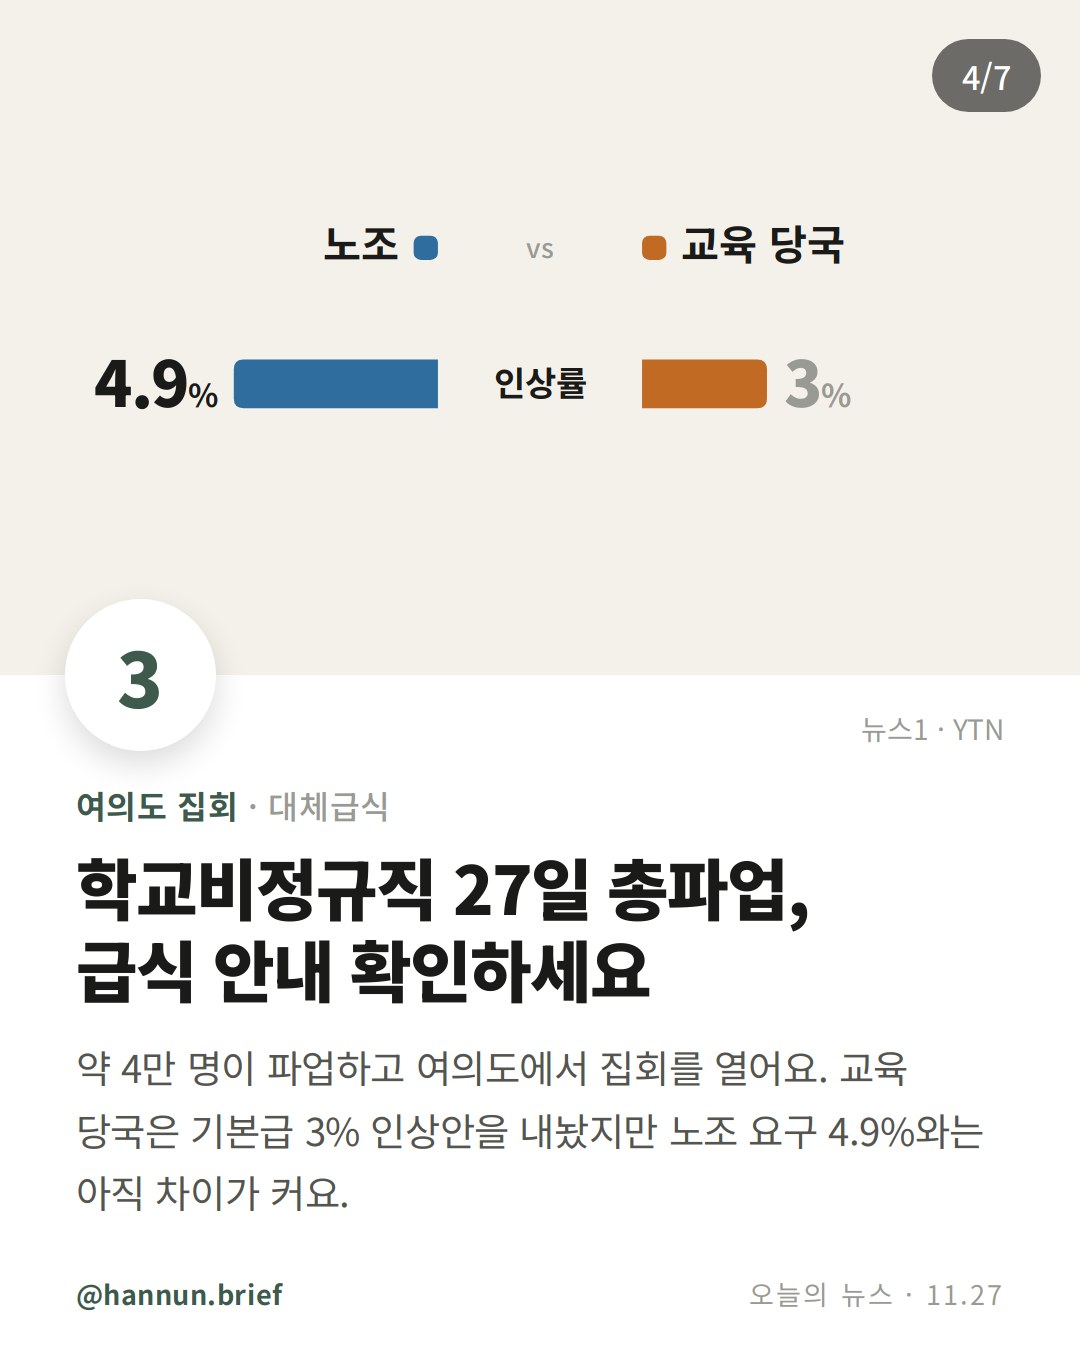 4/7
노조 vs 교육 당국
4.9% 인상률 3%
3
뉴스1 · YTN
여의도 집회 · 대체급식
학교비정규직 27일 총파업,
급식 안내 확인하세요
약 4만 명이 파업하고 여의도에서 집회를 열어요. 교육
당국은 기본급 3% 인상안을 내놨지만 노조 요구 4.9%와는
아직 차이가 커요.
@hannun.brief
오늘의 뉴스 · 11.27